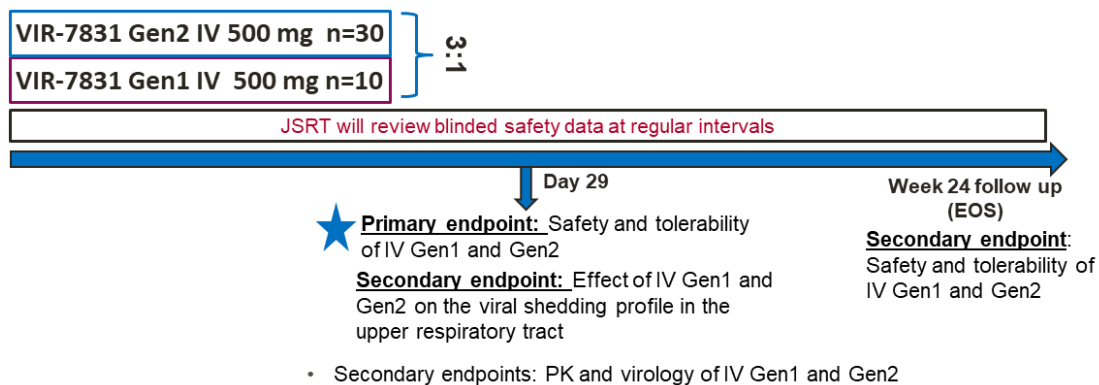 VIR-7831 Gen2 IV 500 mg n=30
VIR-7831 Gen1 IV 500 mg n=10
3:1
JSRT will review blinded safety data at regular intervals
Day 29
Primary endpoint: Safety and tolerability
of IV Gen1 and Gen2
Secondary endpoint: Effect of IV Gen1 and
Gen2 on the viral shedding profile in the
upper respiratory tract
Week 24 follow up
(EOS)
Secondary endpoint:
Safety and tolerability of
IV Gen1 and Gen2
• Secondary endpoints: PK and virology of IV Gen1 and Gen2